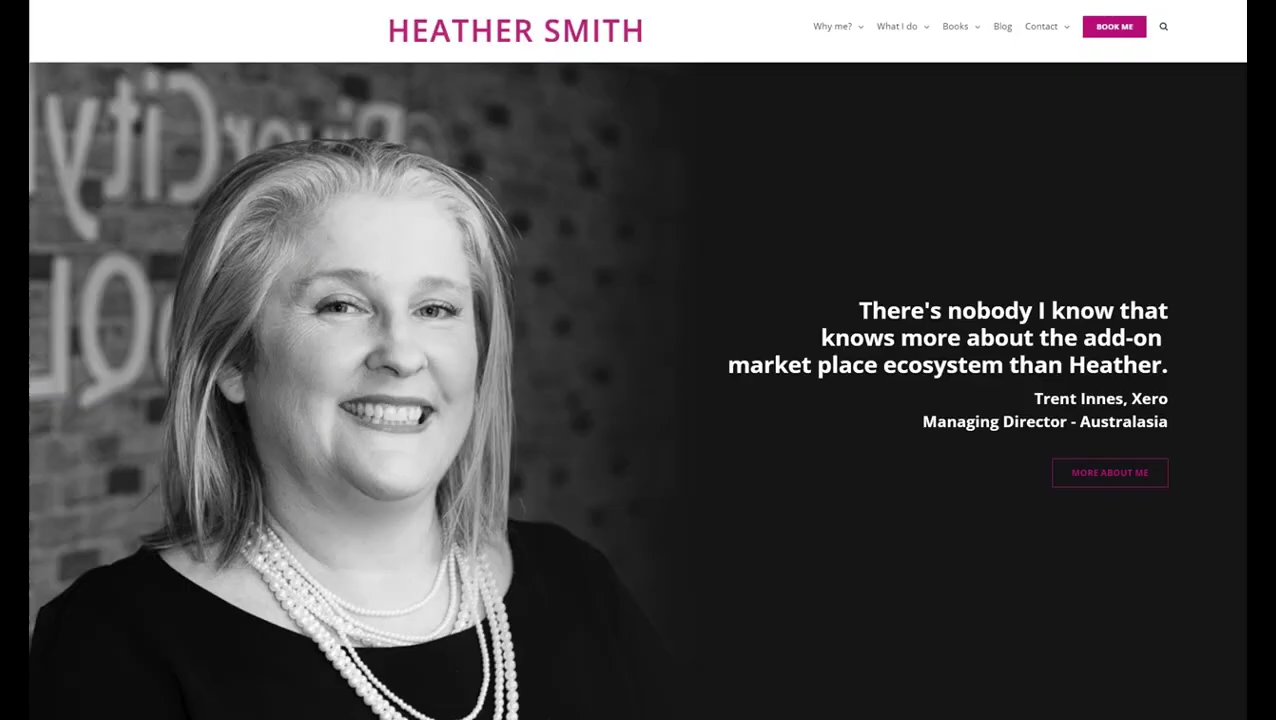 HEATHER SMITH
Why me?
What I do
Books
Blog
Contact
BOOK ME
RiverCity
There's nobody I know that
knows more about the add-on
market place ecosystem than Heather.
Trent Innes, Xero
Managing Director - Australasia
MORE ABOUT ME